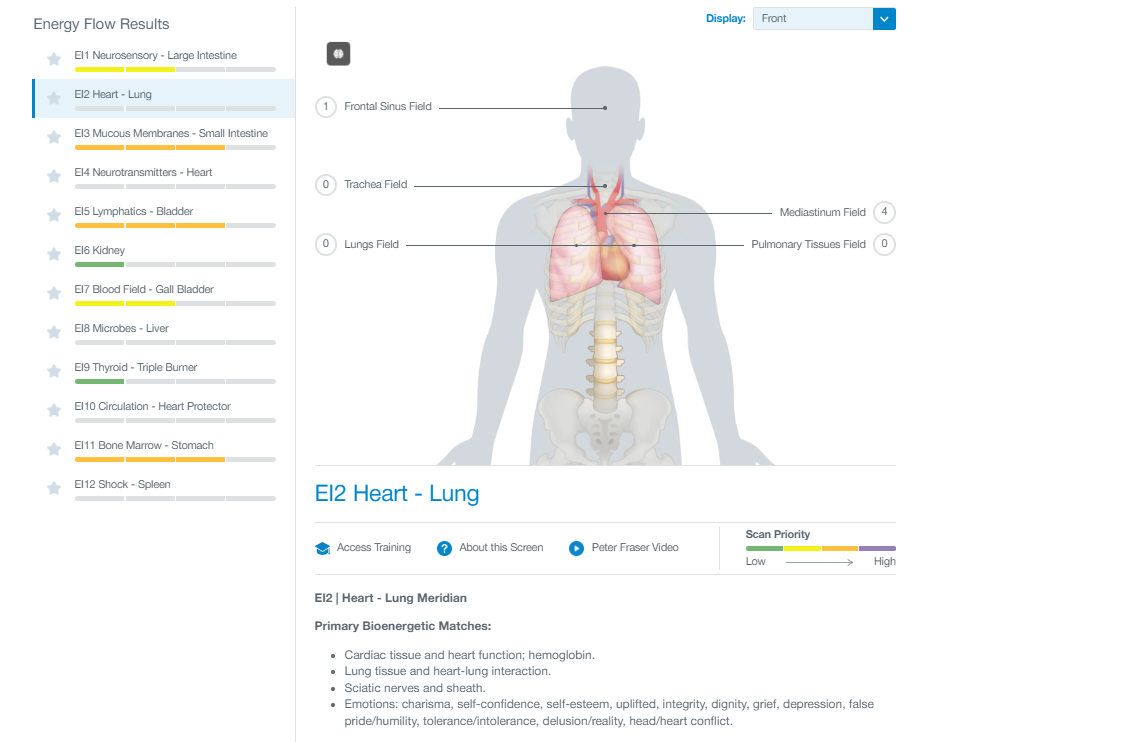 Energy Flow Results
EI1 Neurosensory - Large Intestine
EI2 Heart - Lung
EI3 Mucous Membranes - Small Intestine
EI4 Neurotransmitters - Heart
EI5 Lymphatics - Bladder
EI6 Kidney
EI7 Blood Field - Gall Bladder
EI8 Microbes - Liver
EI9 Thyroid - Triple Burner
EI10 Circulation - Heart Protector
EI11 Bone Marrow - Stomach
EI12 Shock - Spleen
Display: Front
1 Frontal Sinus Field
0 Trachea Field
Mediastinum Field 4
0 Lungs Field
Pulmonary Tissues Field 0
EI2 Heart - Lung
Access Training
? About this Screen
Peter Fraser Video
Scan Priority
Low High
EI2 | Heart - Lung Meridian
Primary Bioenergetic Matches:
• Cardiac tissue and heart function; hemoglobin.
• Lung tissue and heart-lung interaction.
• Sciatic nerves and sheath.
• Emotions: charisma, self-confidence, self-esteem, uplifted, integrity, dignity, grief, depression, false
pride/humility, tolerance/intolerance, delusion/reality, head/heart conflict.